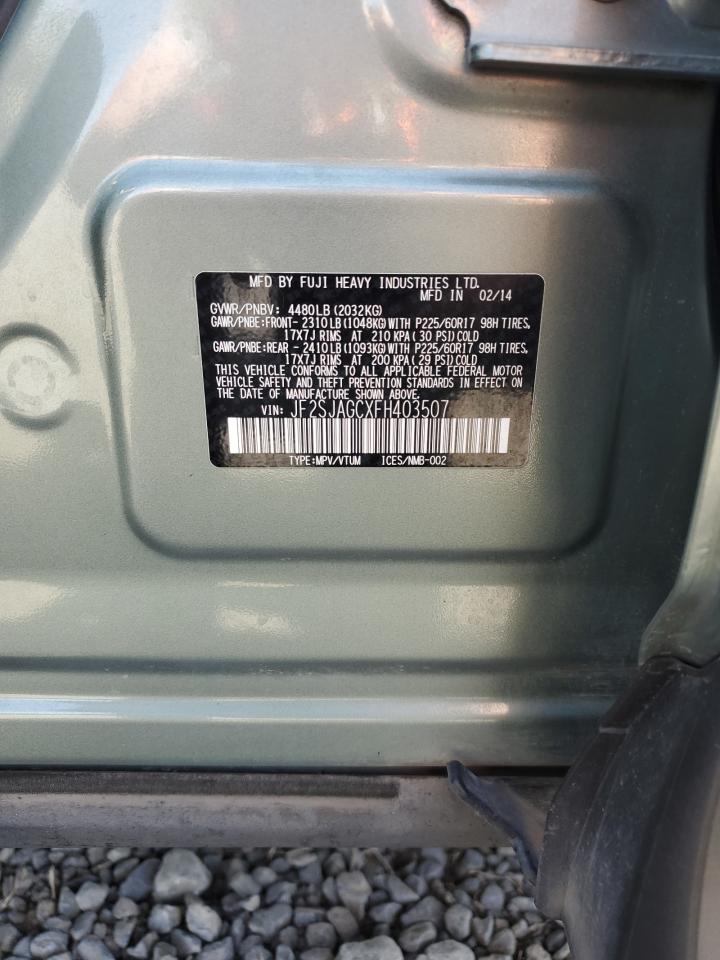 MFD BY FUJI HEAVY INDUSTRIES LTD.
MFD IN 02/14
GVWR/PNBV: 4480LB(2032KG)
GAWR/PNBE:FRONT- 2310LB(1048KG)WITH P225/60R17 98H TIRES,
17X7J RIMS AT 210 KPA( 30 PSI)COLD
GAWR/PNBE:REAR - 2410LB(1093KG)WITH P225/60R17 98H TIRES,
17X7J RIMS AT 200 KPA( 29 PSI)COLD
THIS VEHICLE CONFORMS TO ALL APPLICABLE FEDERAL MOTOR
VEHICLE SAFETY AND THEFT PREVENTION STANDARDS IN EFFECT ON
THE DATE OF MANUFACTURE SHOWN ABOVE.
VIN: JF2SJAGCXFH403507
TYPE:MPV/VTUM ICES/NMB-002